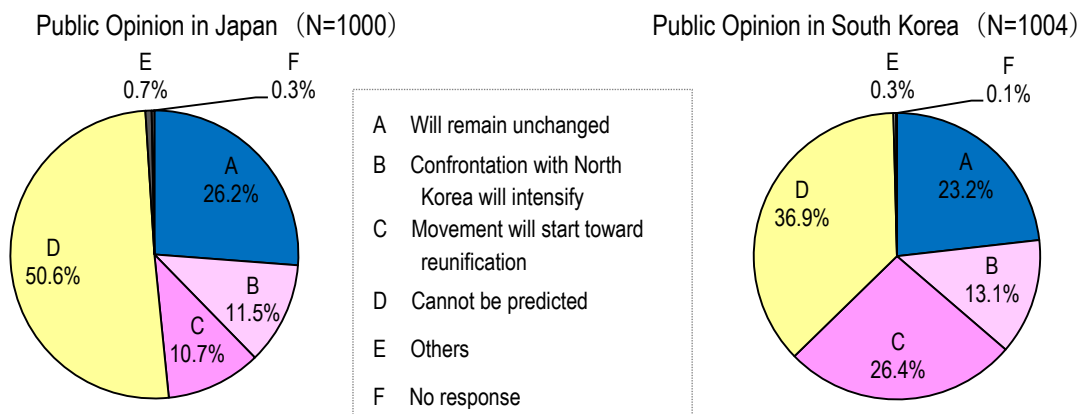 Public Opinion in Japan （N=1000）
E
0.7%
F
0.3%
A
26.2%
B
11.5%
C
10.7%
D
50.6%
A Will remain unchanged
B Confrontation with North
Korea will intensify
C Movement will start toward
reunification
D Cannot be predicted
E Others
F No response
Public Opinion in South Korea （N=1004）
E
0.3%
F
0.1%
A
23.2%
B
13.1%
C
26.4%
D
36.9%